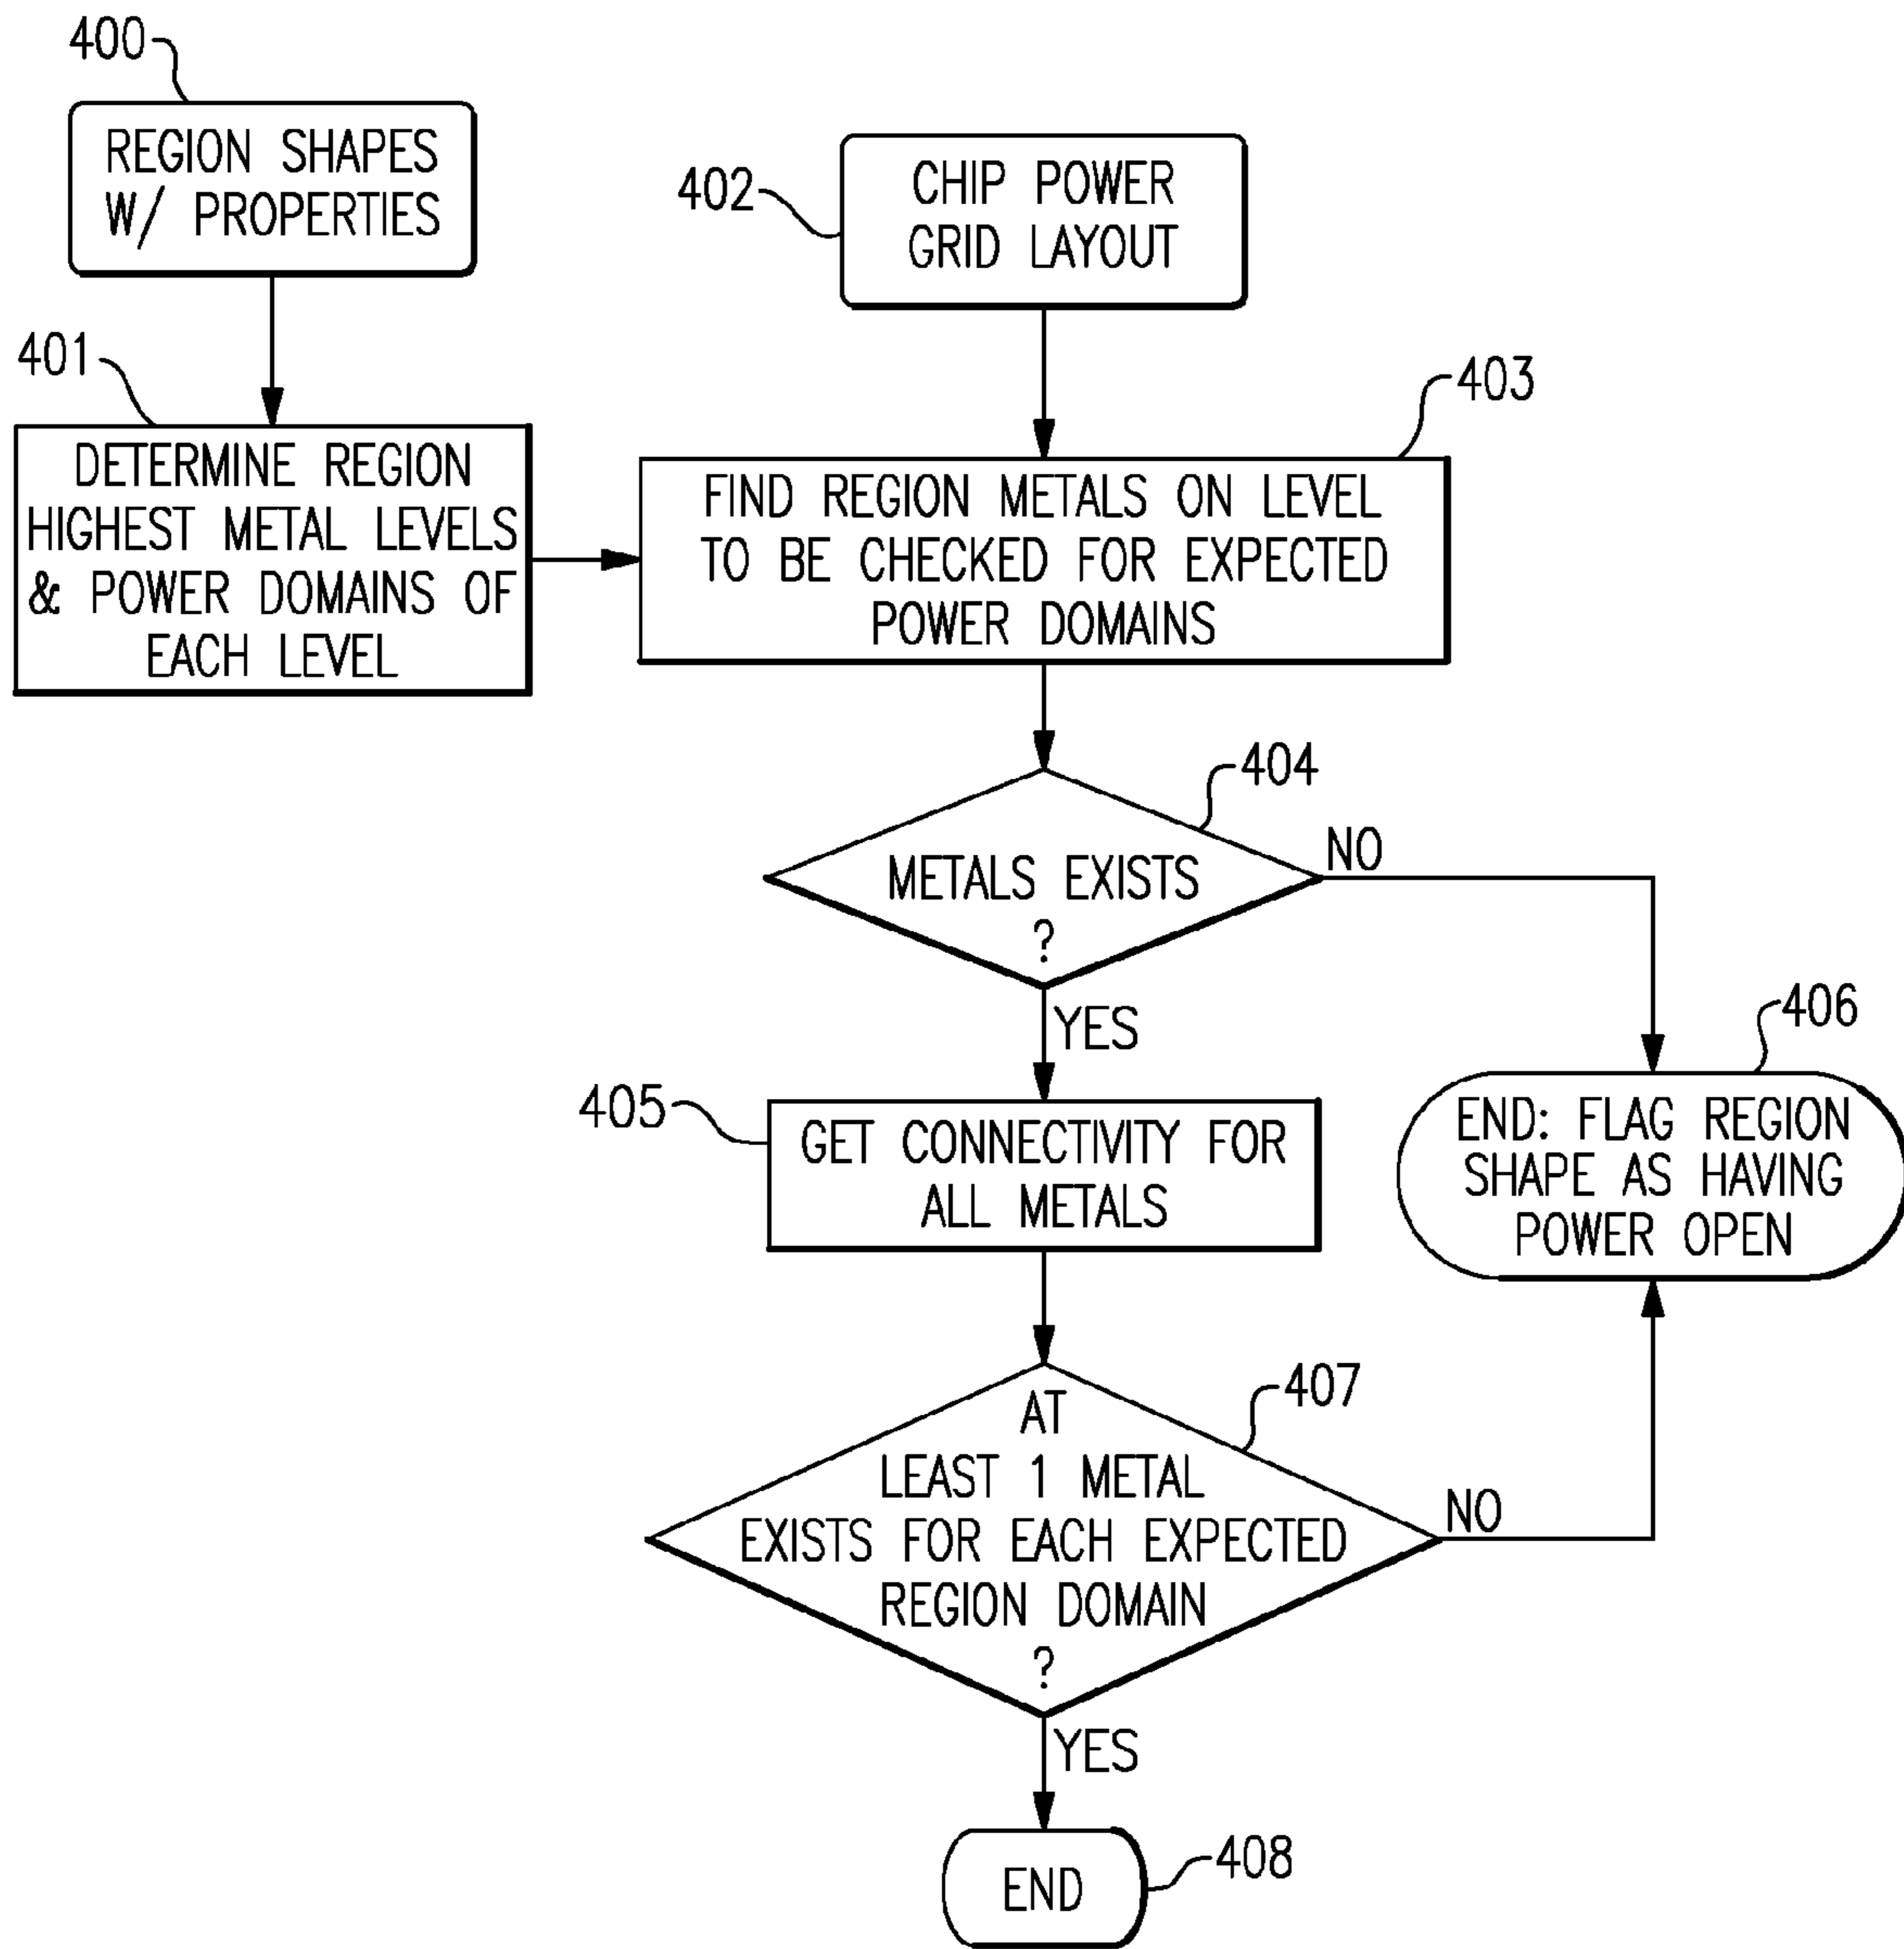 400
REGION SHAPES
W/ PROPERTIES
402
CHIP POWER
GRID LAYOUT
401
DETERMINE REGION
HIGHEST METAL LEVELS
& POWER DOMAINS OF
EACH LEVEL
403
FIND REGION METALS ON LEVEL
TO BE CHECKED FOR EXPECTED
POWER DOMAINS
404
METALS EXISTS
?
NO
YES
405
GET CONNECTIVITY FOR
ALL METALS
406
END: FLAG REGION
SHAPE AS HAVING
POWER OPEN
407
AT
LEAST 1 METAL
EXISTS FOR EACH EXPECTED
REGION DOMAIN
?
NO
YES
408
END